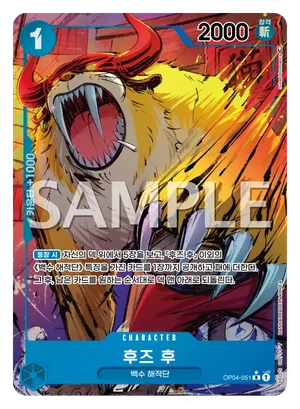 1
2000
참격
斬
카운터 +1000
SAMPLE
등장 시 자신의 덱 위에서 5장을 보고, 「후즈 후」 이외의
《백수 해적단》 특징을 가진 카드를 1장까지 공개하고 패에 더한다.
그 후, 남은 카드를 원하는 순서대로 덱 맨 아래로 되돌린다.
CHARACTER
후즈 후
백수 해적단
OP04-051
R
1